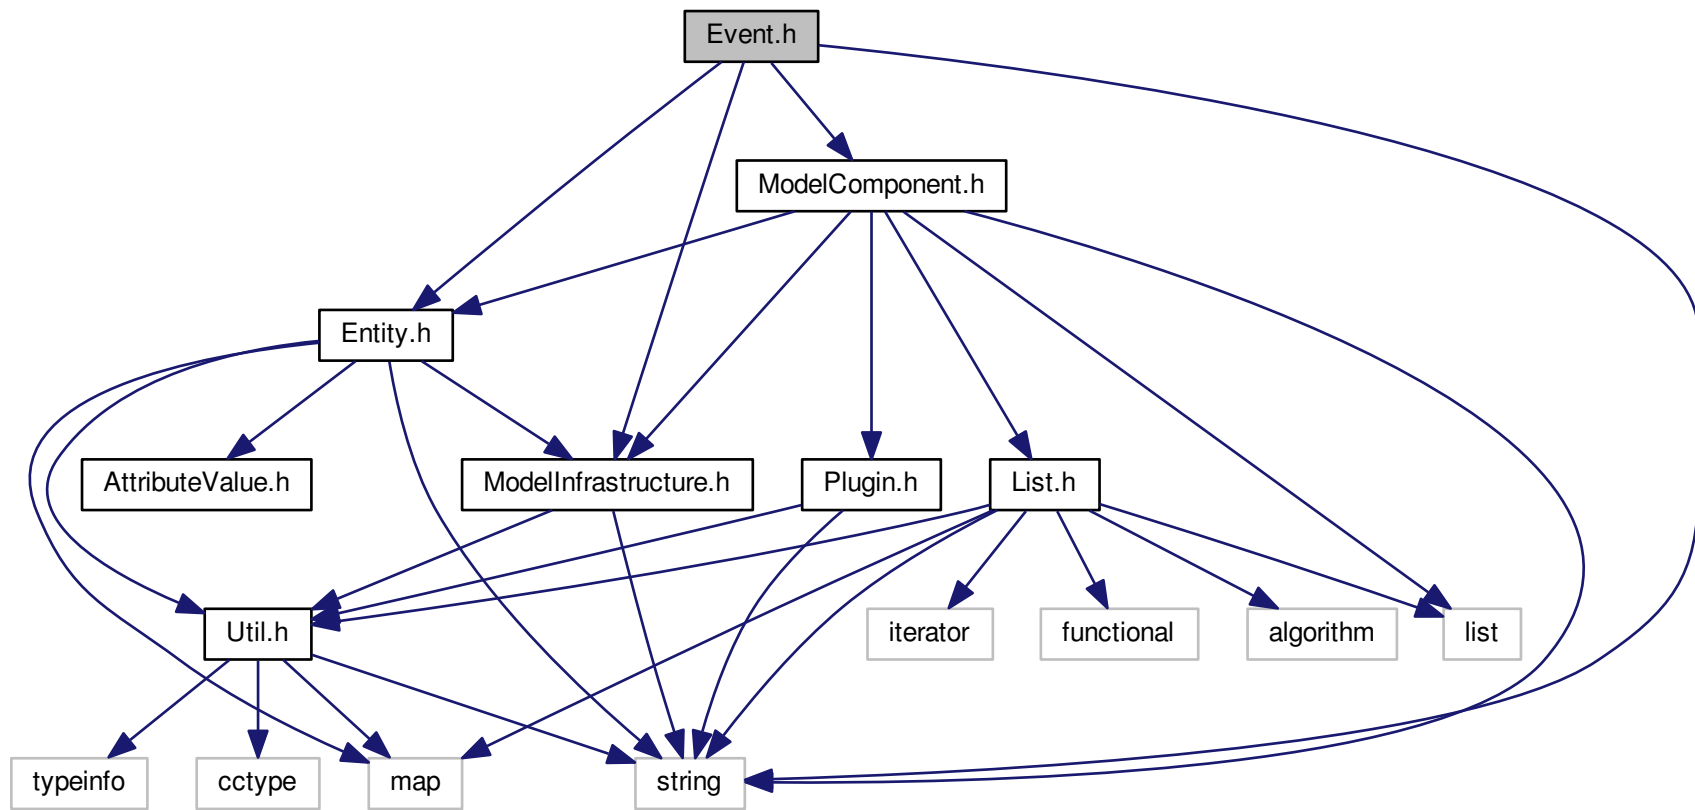 Event.h
ModelComponent.h
Entity.h
AttributeValue.h
ModelInfrastructure.h
Plugin.h
List.h
Util.h
iterator
functional
algorithm
list
typeinfo
cctype
map
string